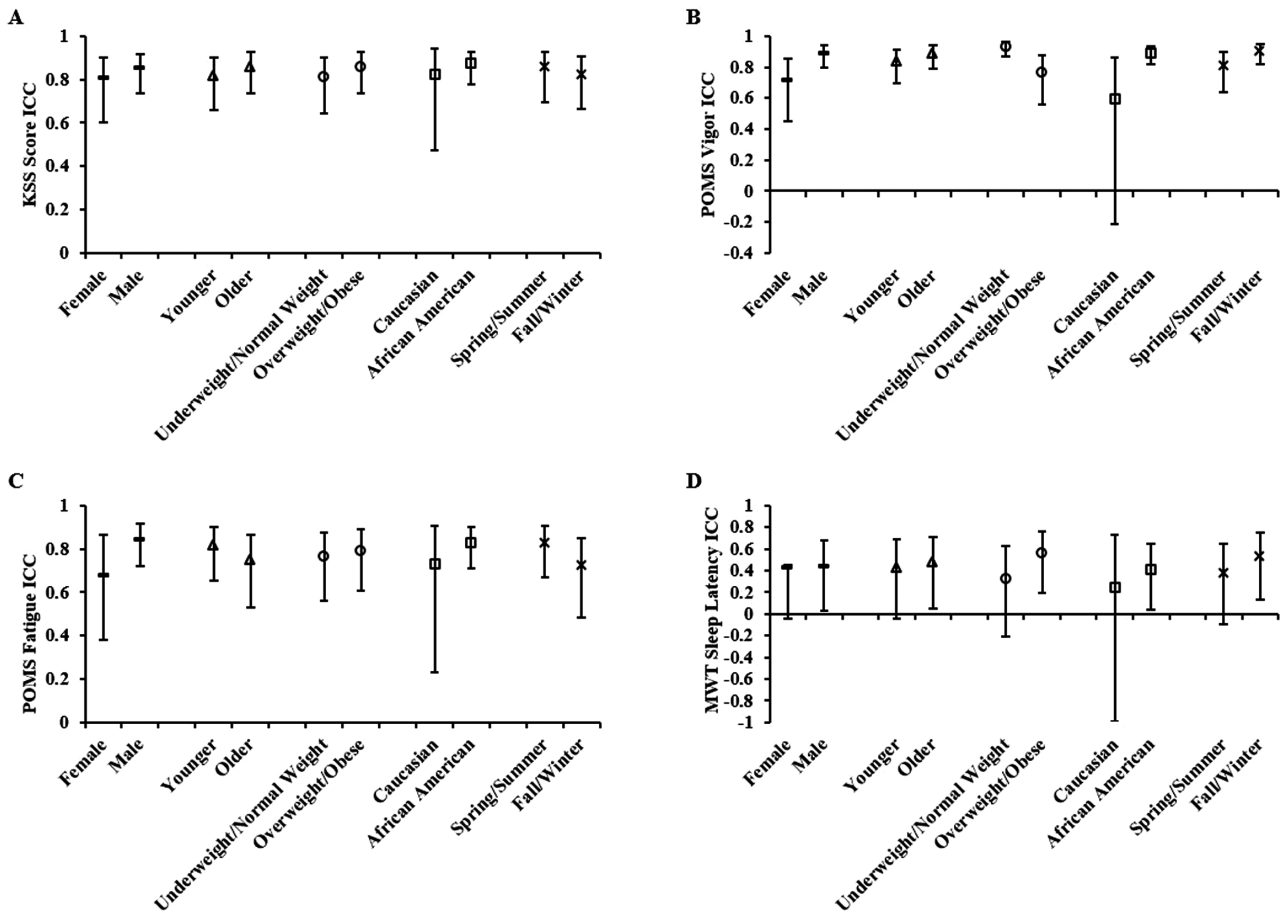 A
KSS Score ICC
1
0.8
0.6
0.4
0.2
0
Female
Male
Younger
Older
Underweight/Normal Weight
Overweight/Obese
Caucasian
African American
Spring/Summer
Fall/Winter
B
POMS Vigor ICC
1
0.8
0.6
0.4
0.2
0
-0.2
-0.4
Female
Male
Younger
Older
Underweight/Normal Weight
Overweight/Obese
Caucasian
African American
Spring/Summer
Fall/Winter
C
POMS Fatigue ICC
1
0.8
0.6
0.4
0.2
0
Female
Male
Younger
Older
Underweight/Normal Weight
Overweight/Obese
Caucasian
African American
Spring/Summer
Fall/Winter
D
MWT Sleep Latency ICC
1
0.8
0.6
0.4
0.2
0
-0.2
-0.4
-0.6
-0.8
-1
Female
Male
Younger
Older
Underweight/Normal Weight
Overweight/Obese
Caucasian
African American
Spring/Summer
Fall/Winter